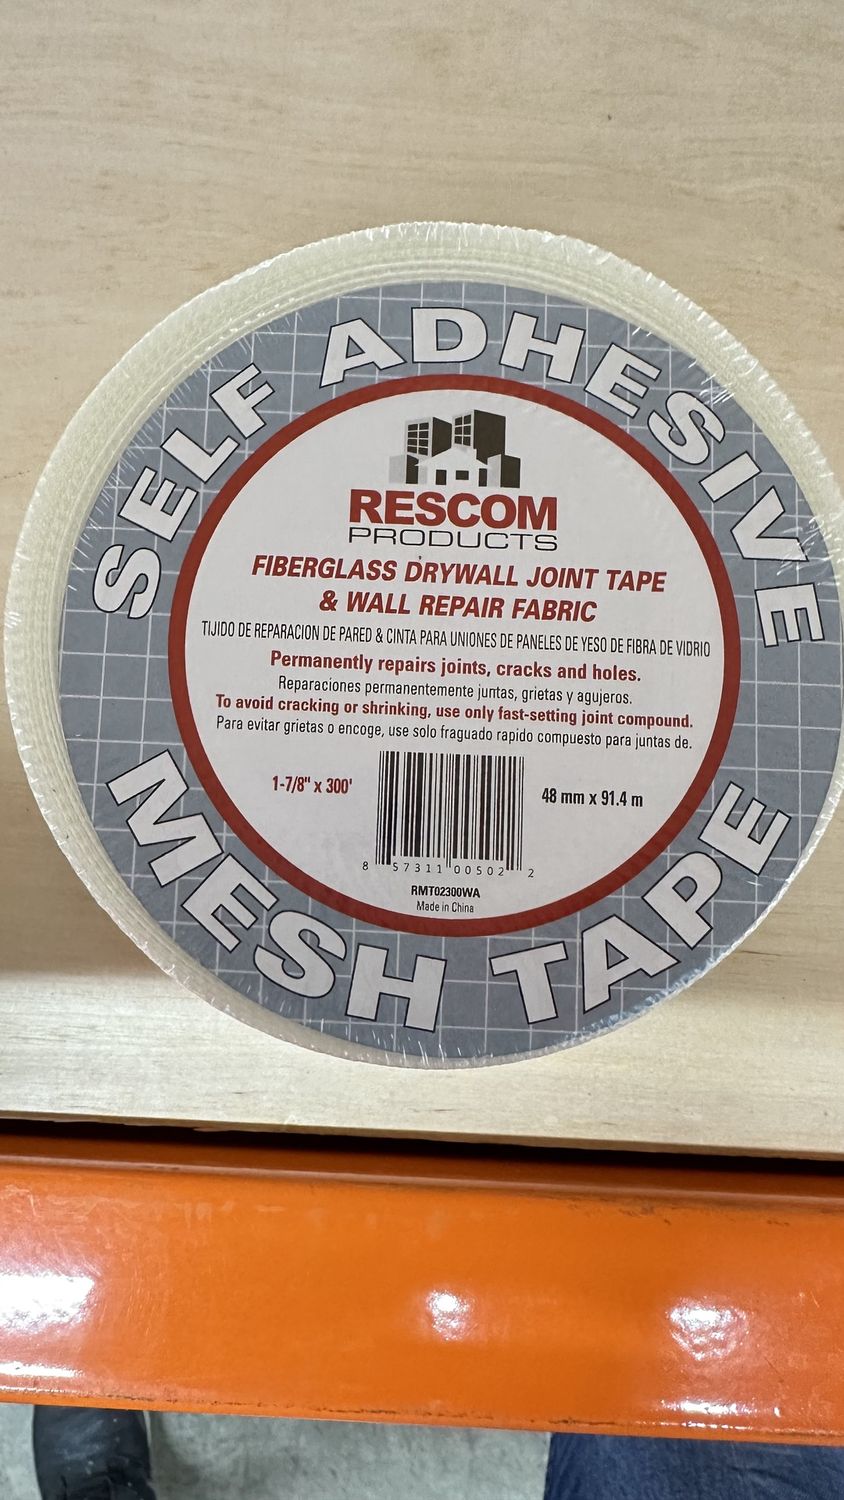 SELF ADHESIVE
RESCOM
PRODUCTS
FIBERGLASS DRYWALL JOINT TAPE
& WALL REPAIR FABRIC
TIJIDO DE REPARACION DE PARED & CINTA PARA UNIONES DE PANELES DE YESO DE FIBRA DE VIDRIO
Permanently repairs joints, cracks and holes.
Reparaciones permanentemente juntas, grietas y agujeros.
To avoid cracking or shrinking, use only fast-setting joint compound.
Para evitar grietas o encoge, use solo fraguado rapido compuesto para juntas de.
1-7/8" x 300'
48 mm x 91.4 m
8 57311 00502 2
RMT02300WA
Made in China
MESH TAPE